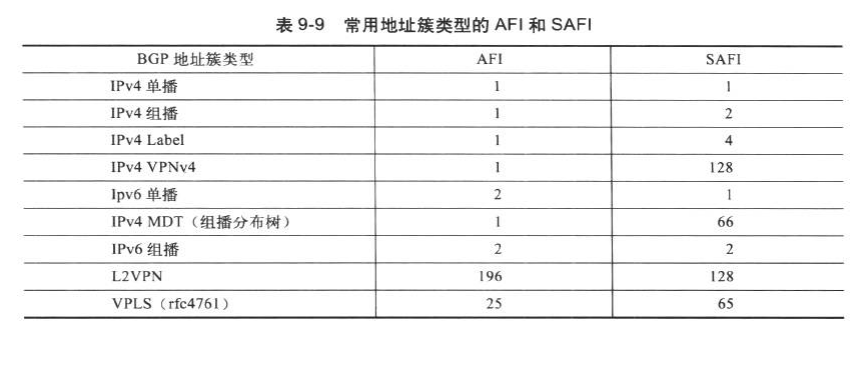 表 9-9 常用地址簇类型的 AFI 和 SAFI
BGP 地址簇类型 AFI SAFI
IPv4 单播 1 1
IPv4 组播 1 2
IPv4 Label 1 4
IPv4 VPNv4 1 128
Ipv6 单播 2 1
IPv4 MDT（组播分布树） 1 66
IPv6 组播 2 2
L2VPN 196 128
VPLS（rfc4761） 25 65